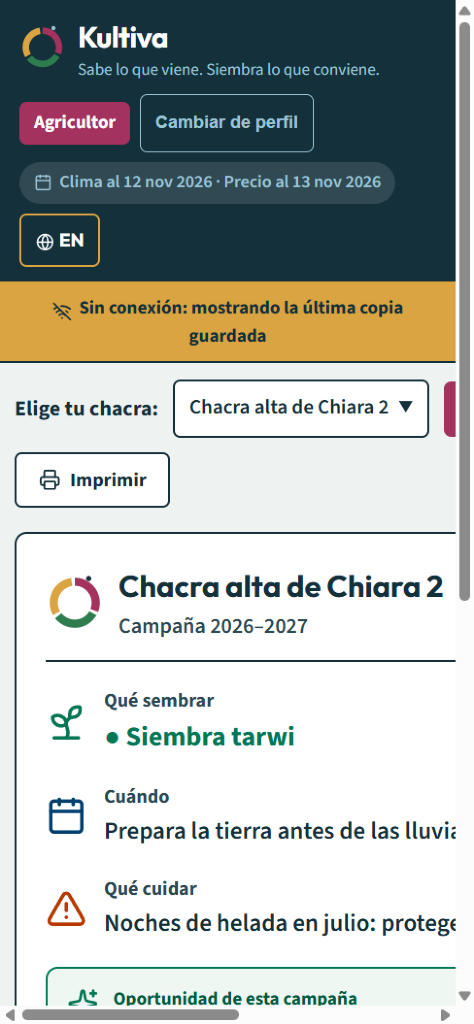 Kultiva
Sabe lo que viene. Siembra lo que conviene.
Agricultor
Cambiar de perfil
Clima al 12 nov 2026 · Precio al 13 nov 2026
EN
Sin conexión: mostrando la última copia
guardada
Elige tu chacra:
Chacra alta de Chiara 2 ▼
Imprimir
Chacra alta de Chiara 2
Campaña 2026–2027
Qué sembrar
● Siembra tarwi
Cuándo
Prepara la tierra antes de las lluvia
Qué cuidar
Noches de helada en julio: protege
Oportunidad de esta campaña